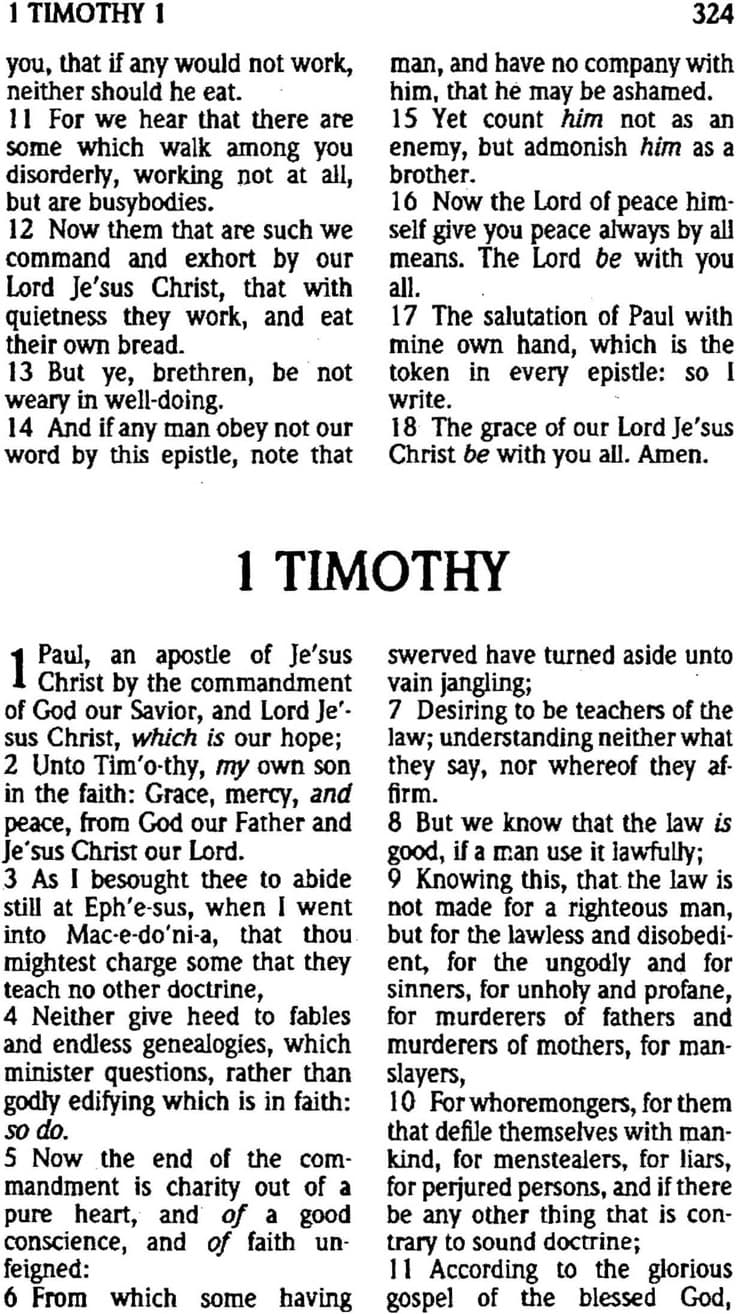 1 TIMOTHY 1
324
you, that if any would not work,
neither should he eat.
11 For we hear that there are
some which walk among you
disorderly, working not at all,
but are busybodies.
12 Now them that are such we
command and exhort by our
Lord Je'sus Christ, that with
quietness they work, and eat
their own bread.
13 But ye, brethren, be not
weary in well-doing.
14 And if any man obey not our
word by this epistle, note that
man, and have no company with
him, that he may be ashamed.
15 Yet count him not as an
enemy, but admonish him as a
brother.
16 Now the Lord of peace him-
self give you peace always by all
means. The Lord be with you
all.
17 The salutation of Paul with
mine own hand, which is the
token in every epistle: so I
write.
18 The grace of our Lord Je'sus
Christ be with you all. Amen.
1 TIMOTHY
1 Paul, an apostle of Je'sus
Christ by the commandment
of God our Savior, and Lord Je'-
sus Christ, which is our hope;
2 Unto Tim'o-thy, my own son
in the faith: Grace, mercy, and
peace, from God our Father and
Je'sus Christ our Lord.
3 As I besought thee to abide
still at Eph'e-sus, when I went
into Mac-e-do'ni-a, that thou
mightest charge some that they
teach no other doctrine,
4 Neither give heed to fables
and endless genealogies, which
minister questions, rather than
godly edifying which is in faith:
so do.
5 Now the end of the com-
mandment is charity out of a
pure heart, and of a good
conscience, and of faith un-
feigned:
6 From which some having
swerved have turned aside unto
vain jangling;
7 Desiring to be teachers of the
law; understanding neither what
they say, nor whereof they af-
firm.
8 But we know that the law is
good, if a man use it lawfully;
9 Knowing this, that the law is
not made for a righteous man,
but for the lawless and disobedi-
ent, for the ungodly and for
sinners, for unholy and profane,
for murderers of fathers and
murderers of mothers, for man-
slayers,
10 For whoremongers, for them
that defile themselves with man-
kind, for menstealers, for liars,
for perjured persons, and if there
be any other thing that is con-
trary to sound doctrine;
11 According to the glorious
gospel of the blessed God,